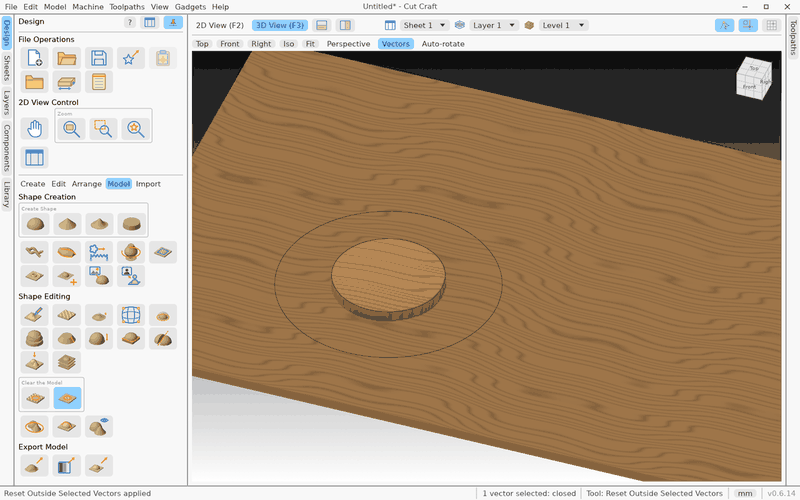 File Edit Model Machine Toolpaths View Gadgets Help
Untitled* - Cut Craft
Design
?
2D View (F2)
3D View (F3)
Sheet 1
Layer 1
Level 1
Top Front Right Iso Fit Perspective Vectors Auto-rotate
Design
Sheets
Layers
Components
Library
Toolpaths
File Operations
2D View Control
Zoom
Create Edit Arrange Model Import
Shape Creation
Create Shape
Shape Editing
Clear the Model
Export Model
Top
Front
Right
Reset Outside Selected Vectors applied
1 vector selected: closed
Tool: Reset Outside Selected Vectors
mm
v0.6.14